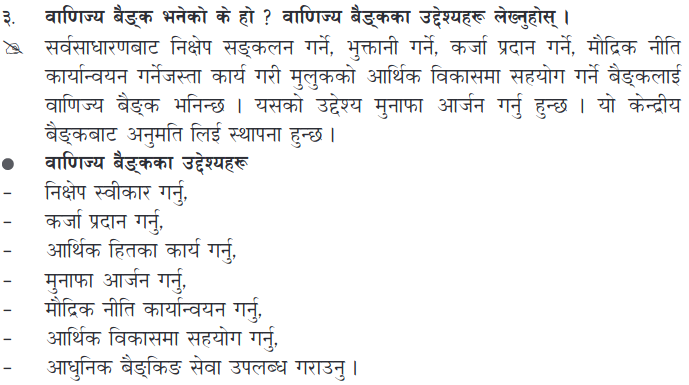 ३. वाणिज्य बैङ्क भनेको के हो ? वाणिज्य बैङ्कका उद्देश्यहरू लेख्नुहोस् ।
सर्वसाधारणबाट निक्षेप सङ्कलन गर्ने, भुक्तानी गर्ने, कर्जा प्रदान गर्ने, मौद्रिक नीति
कार्यान्वयन गर्नेजस्ता कार्य गरी मुलुकको आर्थिक विकासमा सहयोग गर्ने बैङ्कलाई
वाणिज्य बैङ्क भनिन्छ । यसको उद्देश्य मुनाफा आर्जन गर्नु हुन्छ । यो केन्द्रीय
बैङ्कबाट अनुमति लिई स्थापना हुन्छ ।
● वाणिज्य बैङ्कका उद्देश्यहरू
– निक्षेप स्वीकार गर्नु,
– कर्जा प्रदान गर्नु,
– आर्थिक हितका कार्य गर्नु,
– मुनाफा आर्जन गर्नु,
– मौद्रिक नीति कार्यान्वयन गर्नु,
– आर्थिक विकासमा सहयोग गर्नु,
– आधुनिक बैङ्किङ सेवा उपलब्ध गराउनु ।